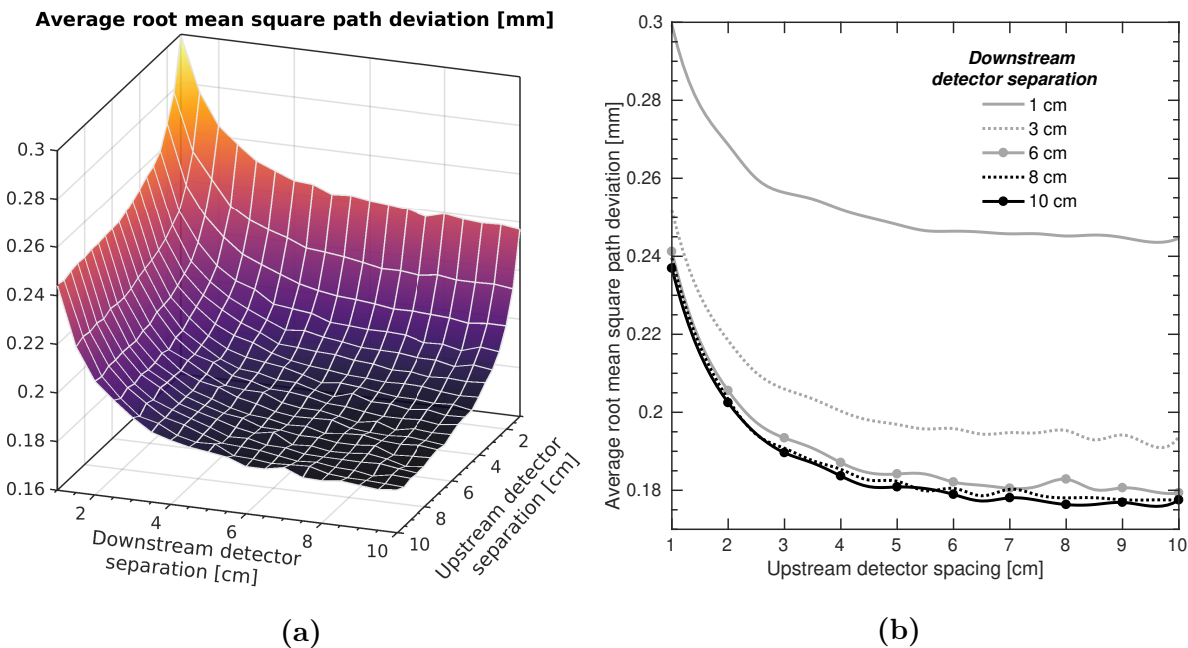 Average root mean square path deviation [mm]
0.3
0.28
0.26
0.24
0.22
0.2
0.18
0.16
2
4
6
8
10
Downstream detector
separation [cm]
2
4
6
8
10
Upstream detector
separation [cm]
(a)
Average root mean square path deviation [mm]
0.3
0.28
0.26
0.24
0.22
0.2
0.18
Downstream
detector separation
1 cm
3 cm
6 cm
8 cm
10 cm
1 2 3 4 5 6 7 8 9 10
Upstream detector spacing [cm]
(b)